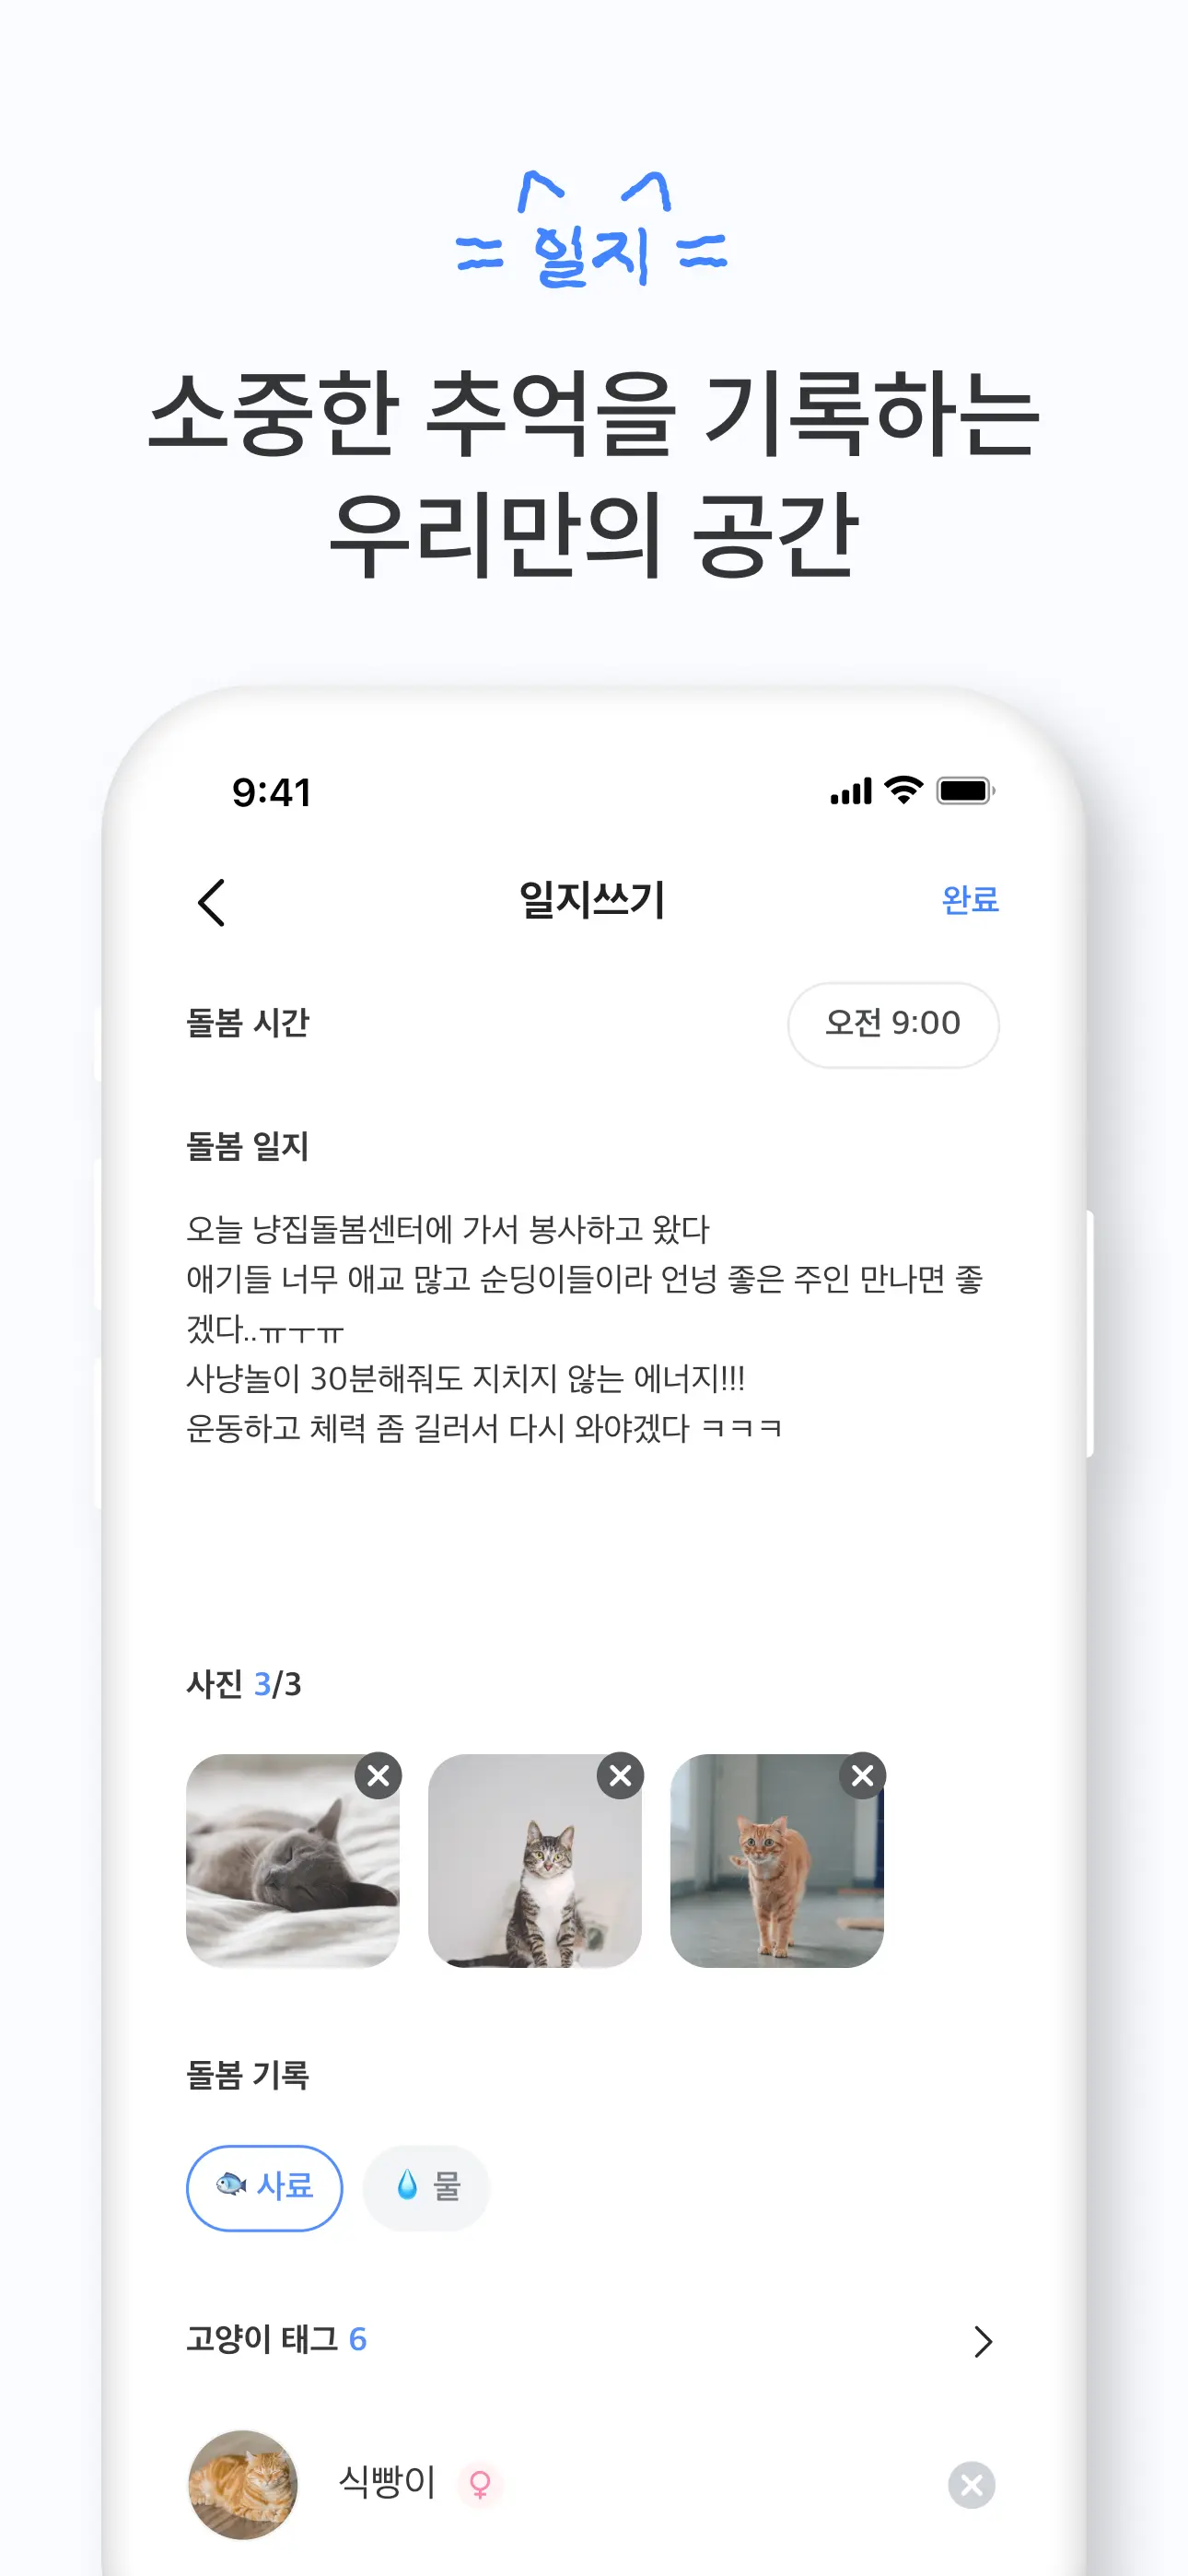 = 일지 =
소중한 추억을 기록하는
우리만의 공간
9:41
일지쓰기
완료
돌봄 시간
오전 9:00
돌봄 일지
오늘 냥집돌봄센터에 가서 봉사하고 왔다
애기들 너무 애교 많고 순딩이들이라 언넝 좋은 주인 만나면 좋
겠다..ㅠㅜㅠ
사냥놀이 30분해줘도 지치지 않는 에너지!!!
운동하고 체력 좀 길러서 다시 와야겠다 ㅋㅋㅋ
사진 3/3
돌봄 기록
사료
물
고양이 태그 6
식빵이